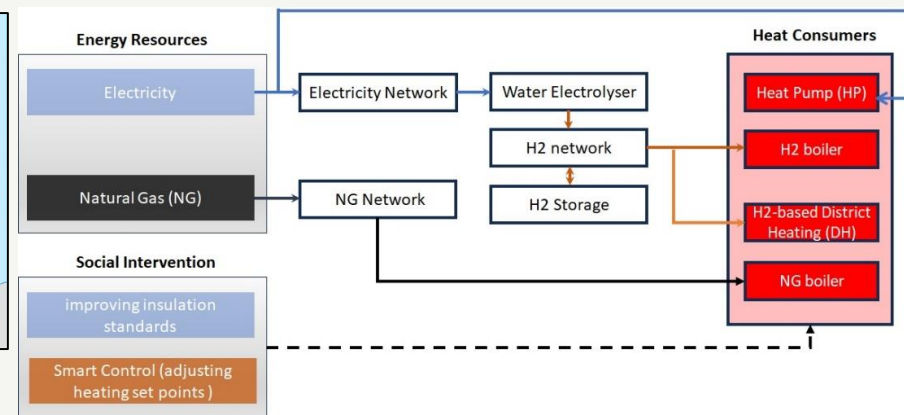 Energy Resources
Electricity
Natural Gas (NG)
Social Intervention
improving insulation
standards
Smart Control (adjusting
heating set points )
Electricity Network
NG Network
Water Electrolyser
H2 network
H2 Storage
Heat Consumers
Heat Pump (HP)
H2 boiler
H2-based District
Heating (DH)
NG boiler